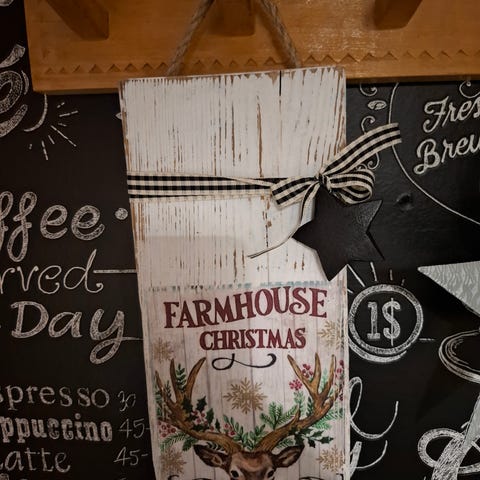 Fres
Brew
ffee
rved
Day
FARMHOUSE
CHRISTMAS
1$
spresso 30
ppuccino 45-
atte 45-